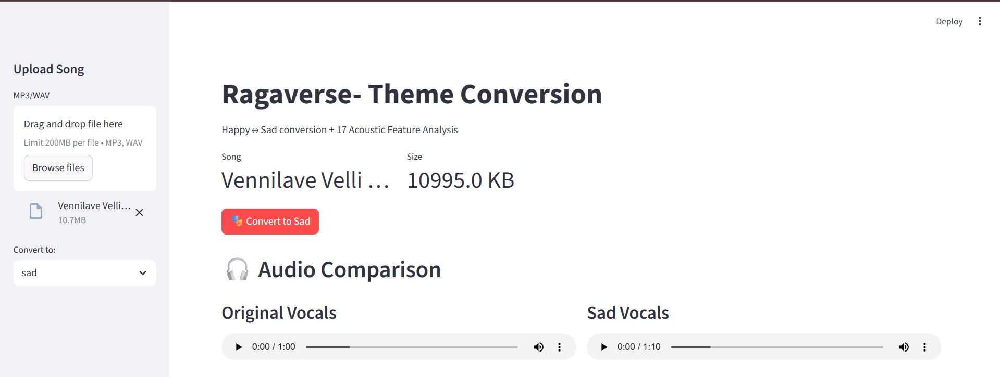 Deploy
Upload Song
MP3/WAV
Drag and drop file here
Limit 200MB per file • MP3, WAV
Browse files
Vennilave Velli...
10.7MB
Convert to:
sad
Ragaverse- Theme Conversion
Happy ↔ Sad conversion + 17 Acoustic Feature Analysis
Song
Vennilave Velli ...
Size
10995.0 KB
🎭 Convert to Sad
🎧 Audio Comparison
Original Vocals
0:00 / 1:00
Sad Vocals
0:00 / 1:10